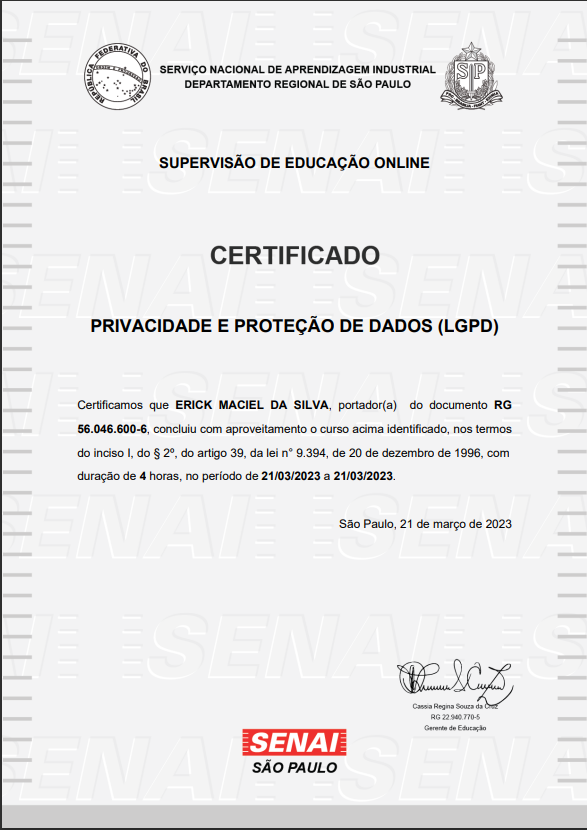 REPÚBLICA FEDERATIVA DO BRASIL
SERVIÇO NACIONAL DE APRENDIZAGEM INDUSTRIAL
DEPARTAMENTO REGIONAL DE SÃO PAULO
SP
SUPERVISÃO DE EDUCAÇÃO ONLINE
CERTIFICADO
PRIVACIDADE E PROTEÇÃO DE DADOS (LGPD)
Certificamos que ERICK MACIEL DA SILVA, portador(a) do documento RG
56.046.600-6, concluiu com aproveitamento o curso acima identificado, nos termos
do inciso I, do § 2º, do artigo 39, da lei n° 9.394, de 20 de dezembro de 1996, com
duração de 4 horas, no período de 21/03/2023 a 21/03/2023.
São Paulo, 21 de março de 2023
Cassia Regina Souza da Cruz
RG 22.940.770-5
Gerente de Educação
SENAI
SÃO PAULO